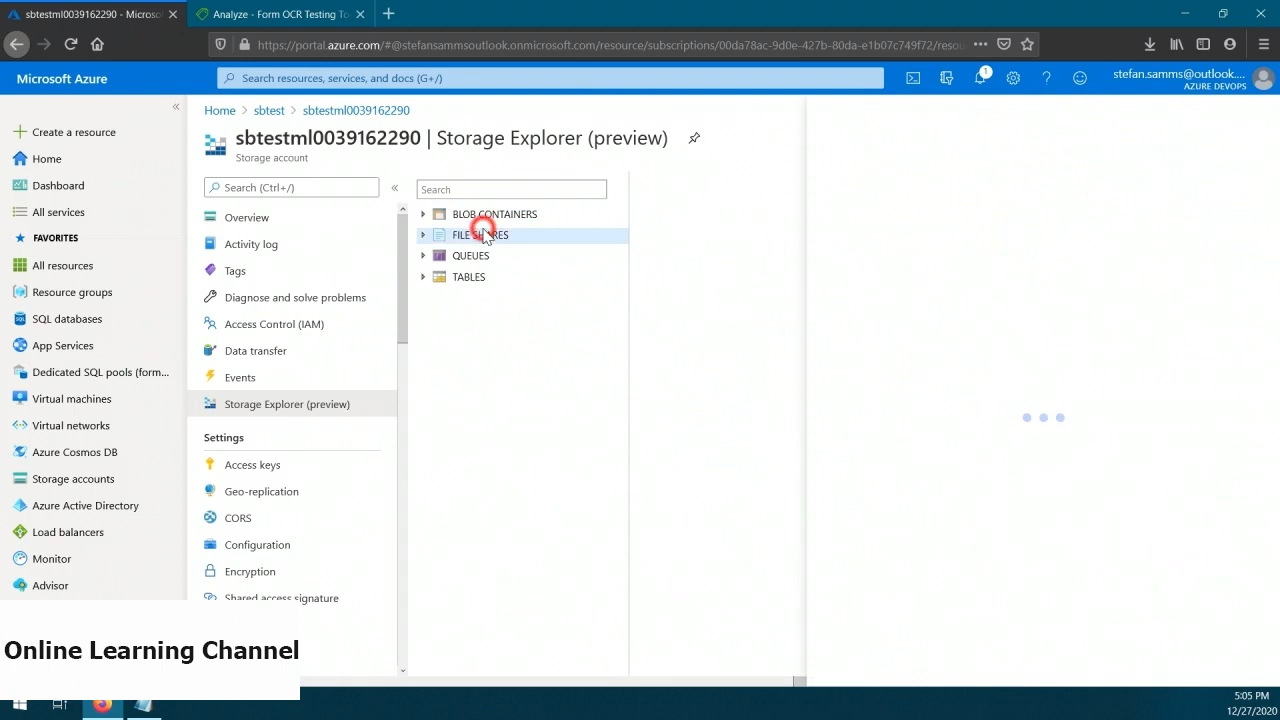 sbtestml0039162290 - Microso
Analyze - Form OCR Testing To
https://portal.azure.com/#@stefansammsoutlook.onmicrosoft.com/resource/subscriptions/00da78ac-9d0e-427b-80da-e1b07c749f72/resou
Microsoft Azure
Search resources, services, and docs (G+/)
1
stefan.samms@outlook....
AZURE DEVOPS
Home > sbtest > sbtestml0039162290
sbtestml0039162290 | Storage Explorer (preview)
Storage account
Create a resource
Home
Dashboard
All services
FAVORITES
All resources
Resource groups
SQL databases
App Services
Dedicated SQL pools (form...
Virtual machines
Virtual networks
Azure Cosmos DB
Storage accounts
Azure Active Directory
Load balancers
Monitor
Advisor
Search (Ctrl+/)
Overview
Activity log
Tags
Diagnose and solve problems
Access Control (IAM)
Data transfer
Events
Storage Explorer (preview)
Settings
Access keys
Geo-replication
CORS
Configuration
Encryption
Shared access signature
Search
BLOB CONTAINERS
FILE SHARES
QUEUES
TABLES
Online Learning Channel
5:05 PM
12/27/2020